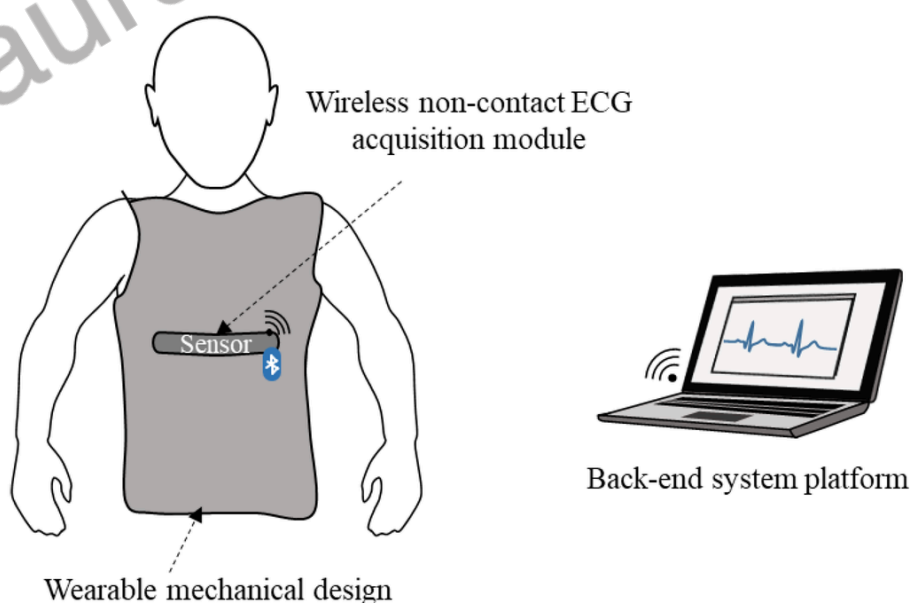 Wireless non-contact ECG
acquisition module
Sensor
Back-end system platform
Wearable mechanical design